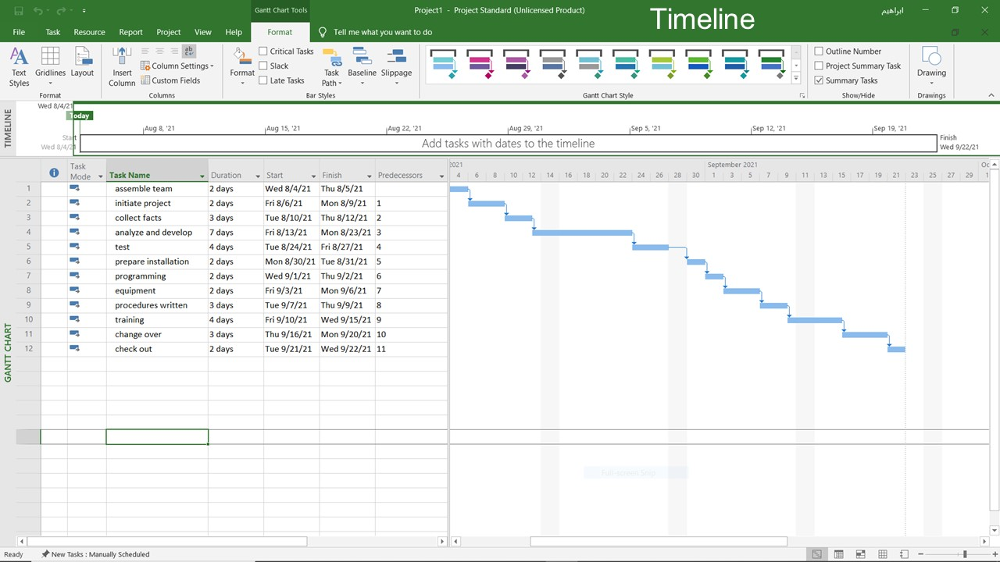 Gantt Chart Tools
Project1 - Project Standard (Unlicensed Product)
Timeline
ابراهيم
File Task Resource Report Project View Help Format Tell me what you want to do
Text Styles
Gridlines
Layout
Format
Insert Column
ab
c
Column Settings
Custom Fields
Columns
Format
Critical Tasks
Slack
Late Tasks
Task Path
Baseline
Slippage
Bar Styles
Gantt Chart Style
Outline Number
Project Summary Task
Summary Tasks
Show/Hide
Drawing
Drawings
TIMELINE
Wed 8/4/21
Today
Aug 8, '21 Aug 15, '21 Aug 22, '21 Aug 29, '21 Sep 5, '21 Sep 12, '21 Sep 19, '21
Start
Wed 8/4/21
Add tasks with dates to the timeline
Finish
Wed 9/22/21
GANTT CHART
Task Mode Task Name Duration Start Finish Predecessors
1 assemble team 2 days Wed 8/4/21 Thu 8/5/21
2 initiate project 2 days Fri 8/6/21 Mon 8/9/21 1
3 collect facts 3 days Tue 8/10/21 Thu 8/12/21 2
4 analyze and develop 7 days Fri 8/13/21 Mon 8/23/21 3
5 test 4 days Tue 8/24/21 Fri 8/27/21 4
6 prepare installation 2 days Mon 8/30/21 Tue 8/31/21 5
7 programming 2 days Wed 9/1/21 Thu 9/2/21 6
8 equipment 2 days Fri 9/3/21 Mon 9/6/21 7
9 procedures written 3 days Tue 9/7/21 Thu 9/9/21 8
10 training 4 days Fri 9/10/21 Wed 9/15/21 9
11 change over 3 days Thu 9/16/21 Mon 9/20/21 10
12 check out 2 days Tue 9/21/21 Wed 9/22/21 11
2021 September 2021 Oc
4 6 8 10 12 14 16 18 20 22 24 26 28 30 1 3 5 7 9 11 13 15 17 19 21 23 25 27 29 1
Full-screen Snip
Ready New Tasks : Manually Scheduled